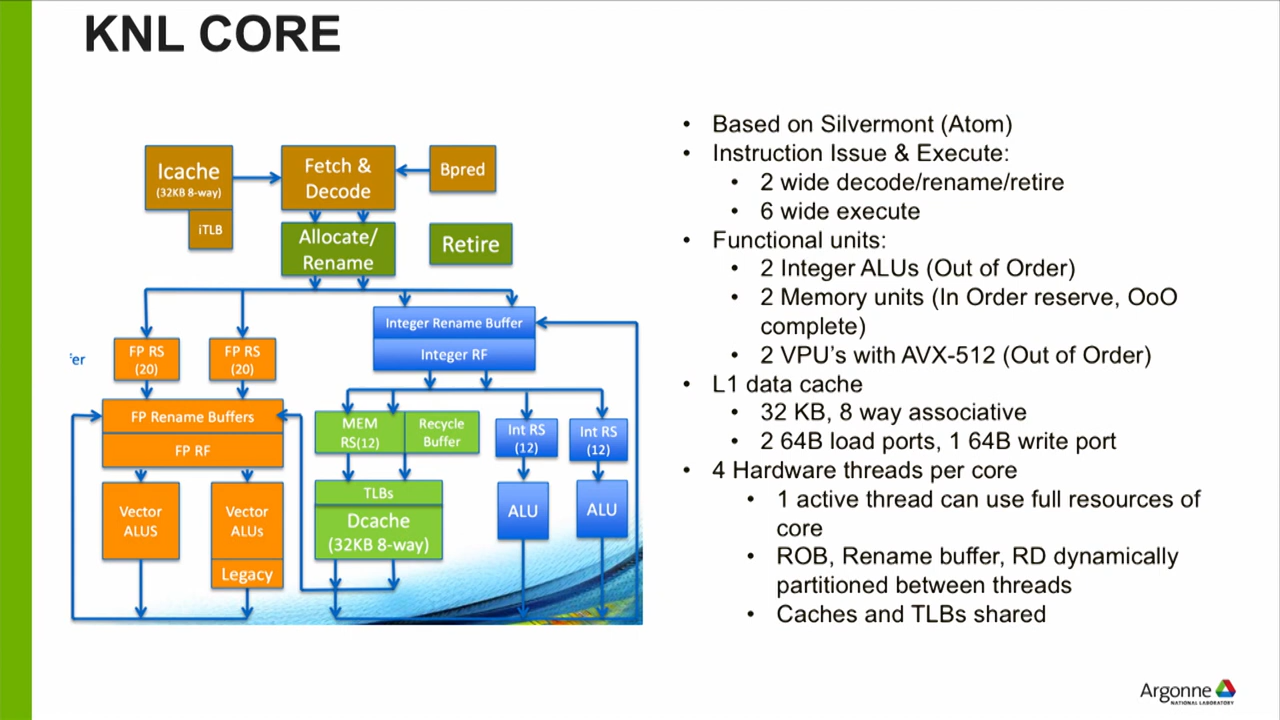 KNL CORE
Icache
(32KB 8-way)
iTLB
Fetch &
Decode
Bpred
Allocate/
Rename
Retire
fer
FP RS
(20)
FP RS
(20)
Integer Rename Buffer
Integer RF
FP Rename Buffers
FP RF
MEM
RS(12)
Recycle
Buffer
Int RS
(12)
Int RS
(12)
Vector
ALUS
Vector
ALUs
Legacy
TLBs
Dcache
(32KB 8-way)
ALU
ALU
• Based on Silvermont (Atom)
• Instruction Issue & Execute:
• 2 wide decode/rename/retire
• 6 wide execute
• Functional units:
• 2 Integer ALUs (Out of Order)
• 2 Memory units (In Order reserve, OoO
complete)
• 2 VPU's with AVX-512 (Out of Order)
• L1 data cache
• 32 KB, 8 way associative
• 2 64B load ports, 1 64B write port
• 4 Hardware threads per core
• 1 active thread can use full resources of
core
• ROB, Rename buffer, RD dynamically
partitioned between threads
• Caches and TLBs shared
Argonne
NATIONAL LABORATORY